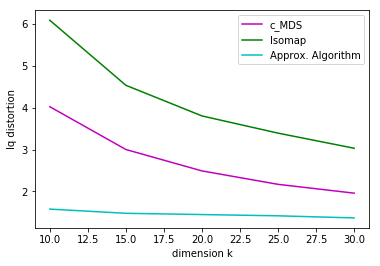 c_MDS
Isomap
Approx. Algorithm
lq distortion
6
5
4
3
2
10.0 12.5 15.0 17.5 20.0 22.5 25.0 27.5 30.0
dimension k